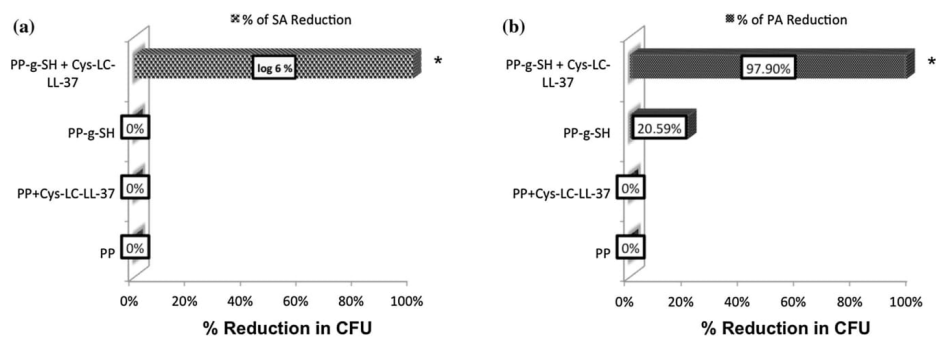 (a)
% of SA Reduction
PP-g-SH + Cys-LC-
LL-37
log 6 %
*
PP-g-SH
0%
PP+Cys-LC-LL-37
0%
PP
0%
0% 20% 40% 60% 80% 100%
% Reduction in CFU
(b)
% of PA Reduction
PP-g-SH + Cys-LC-
LL-37
97.90%
*
PP-g-SH
20.59%
PP+Cys-LC-LL-37
0%
PP
0%
0% 20% 40% 60% 80% 100%
% Reduction in CFU